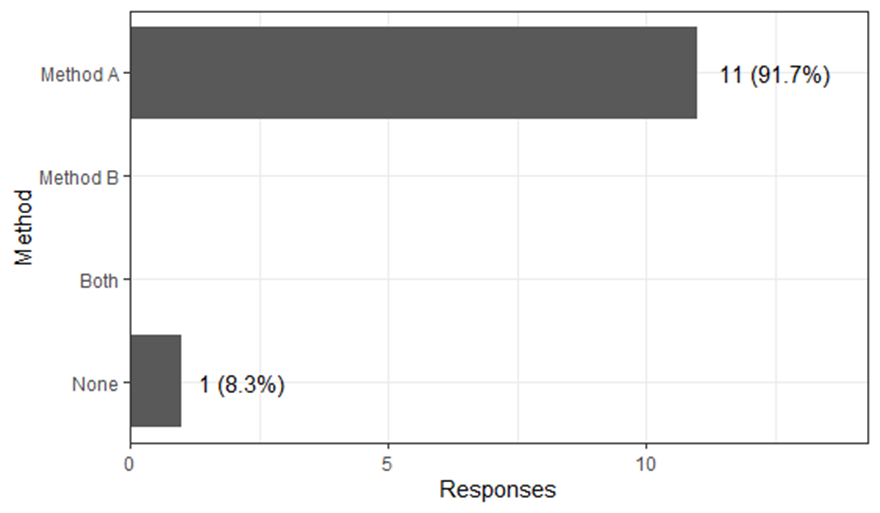 Method A
11 (91.7%)
Method B
Both
None
1 (8.3%)
Method
0
5
10
Responses